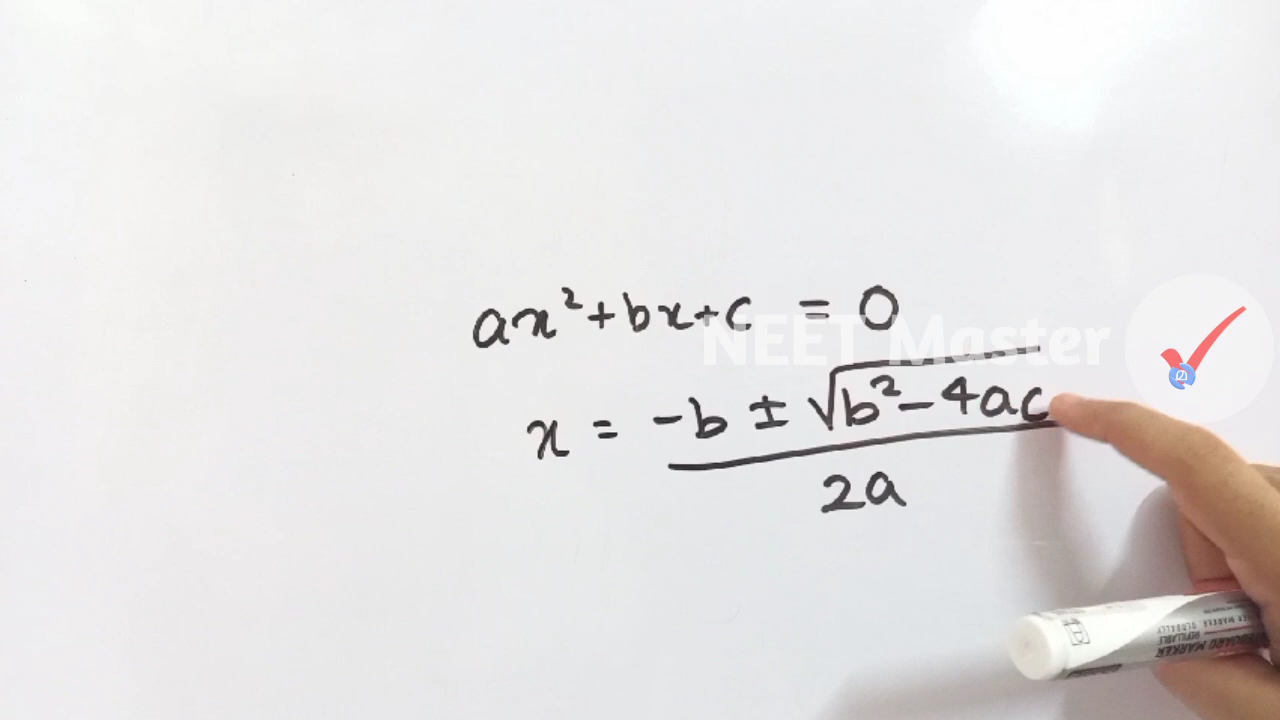 ax²+bx+c = 0
NEET Master
x = -b ± √b²-4ac
2a